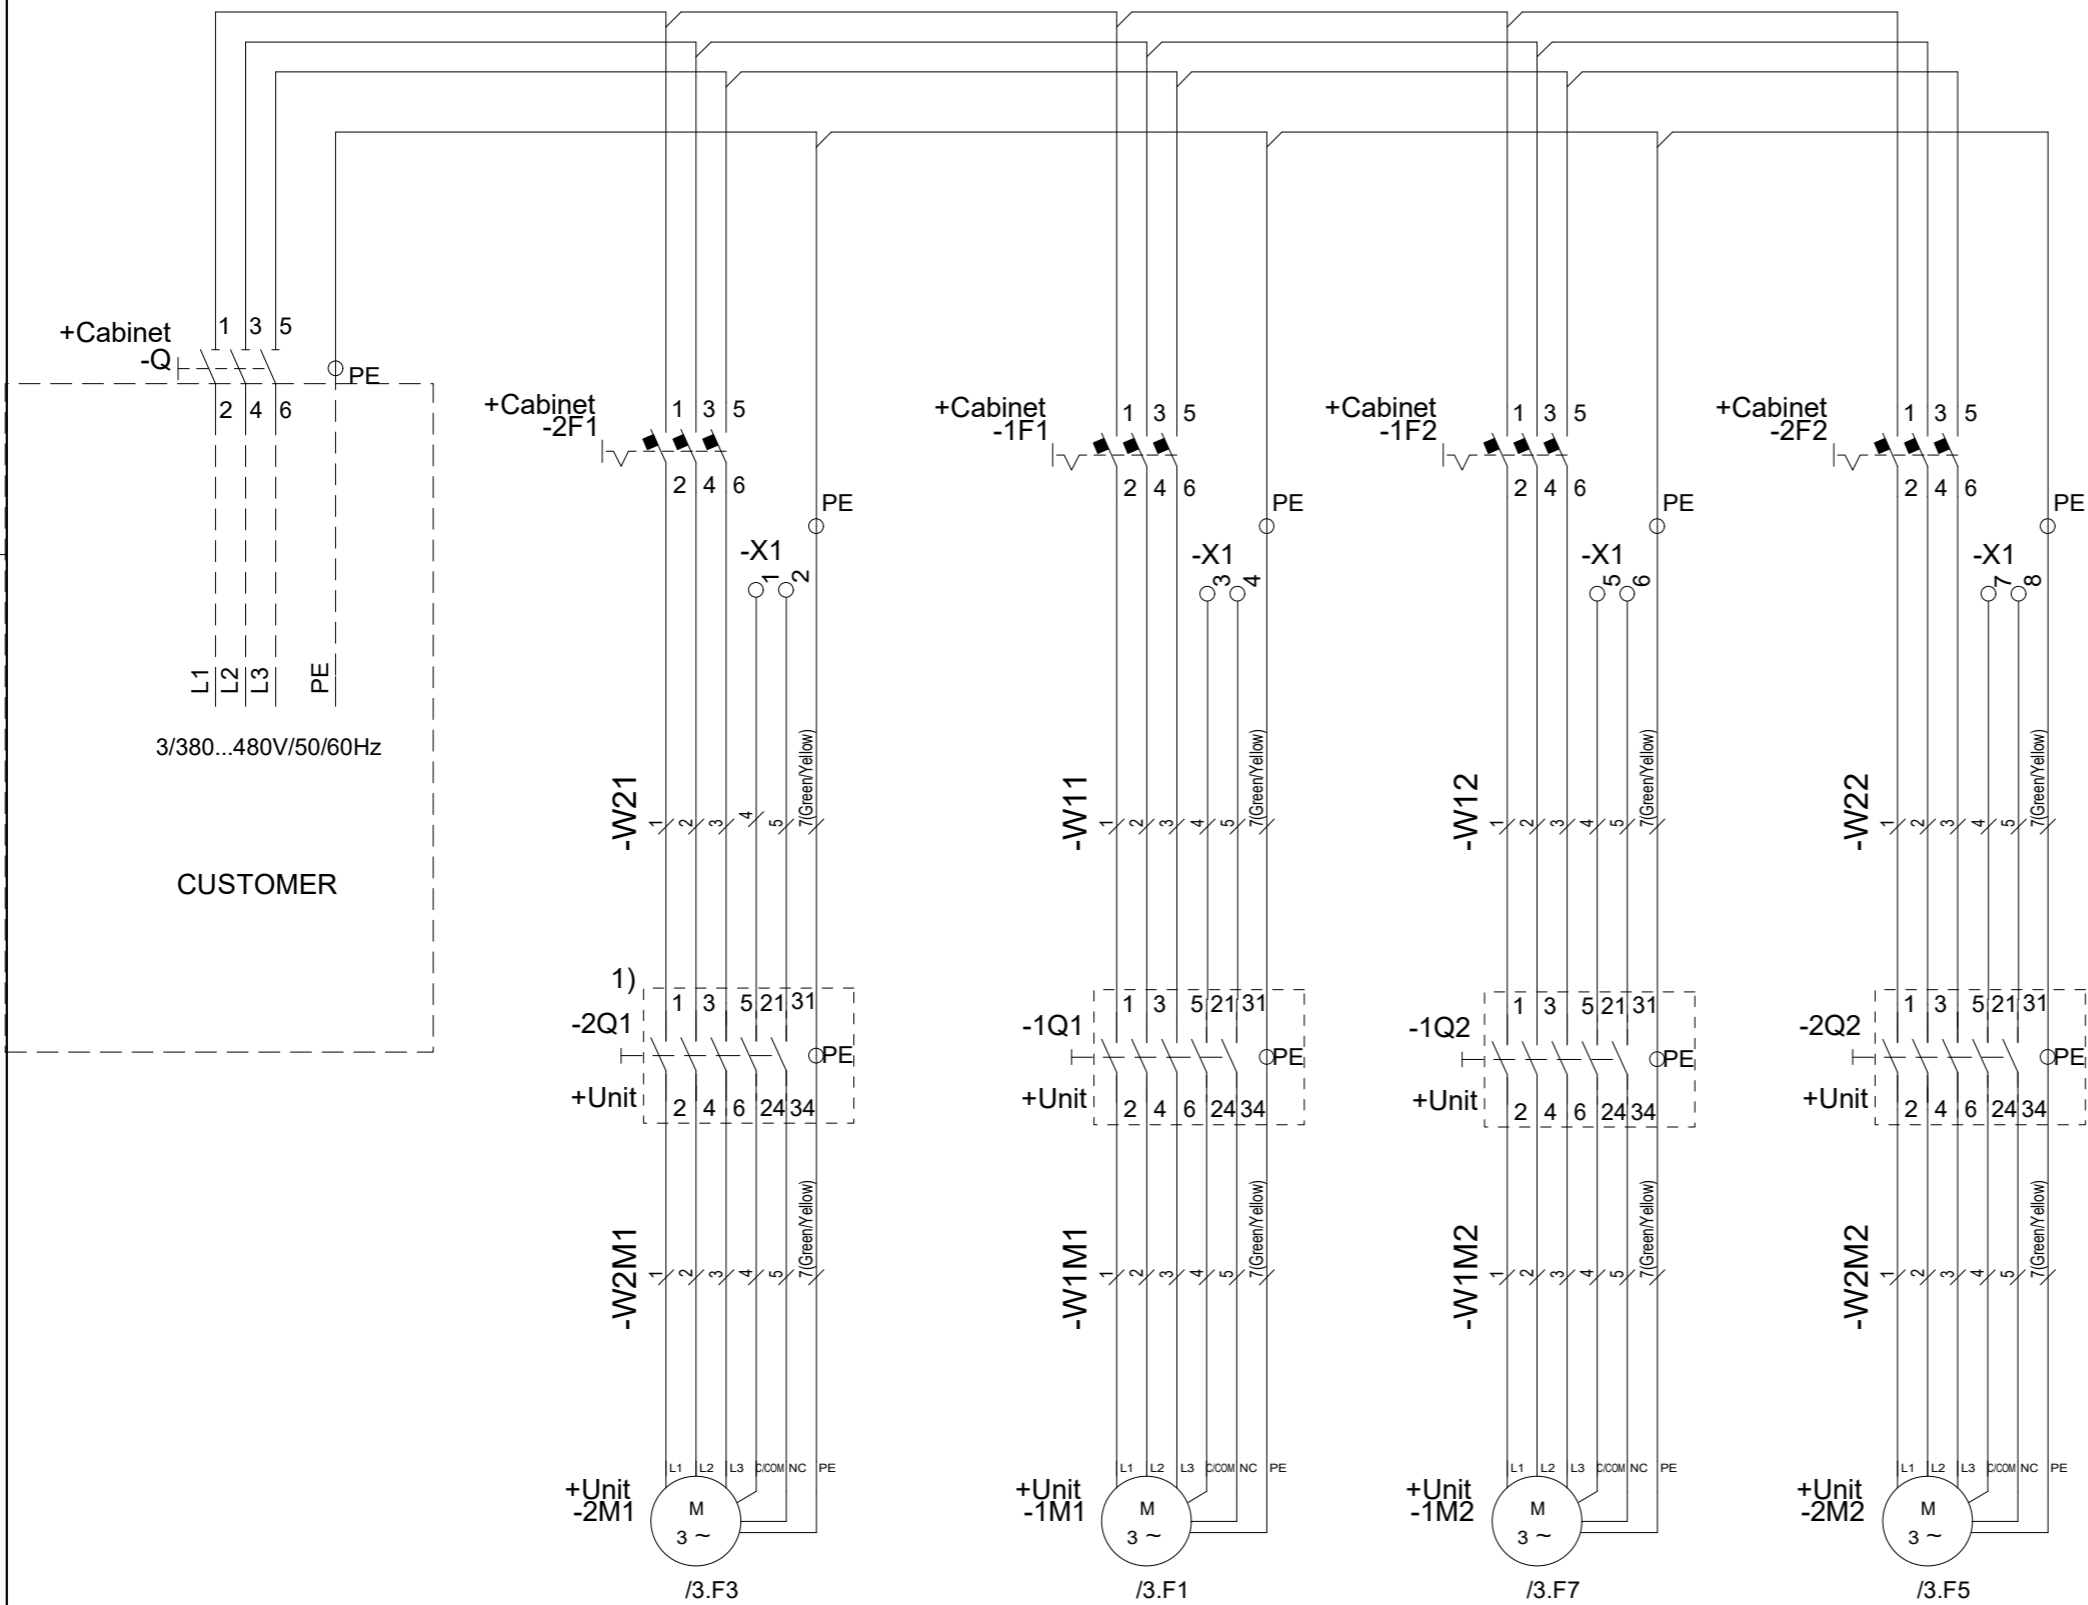 +Cabinet
-Q
1 3 5
PE
2 4 6
L1 L2 L3 PE
3/380...480V/50/60Hz
CUSTOMER
+Cabinet
-2F1
1 3 5
2 4 6
PE
-X1
1 2
-W21
1 2 3 4 5 7(Green/Yellow)
1)
-2Q1
+Unit
1 3 5 21 31
PE
2 4 6 24 34
-W2M1
1 2 3 4 5 7(Green/Yellow)
L1 L2 L3 C/COM NC PE
+Unit
-2M1
M
3 ~
/3.F3
+Cabinet
-1F1
1 3 5
2 4 6
PE
-X1
3 4
-W11
1 2 3 4 5 7(Green/Yellow)
-1Q1
+Unit
1 3 5 21 31
PE
2 4 6 24 34
-W1M1
1 2 3 4 5 7(Green/Yellow)
L1 L2 L3 C/COM NC PE
+Unit
-1M1
M
3 ~
/3.F1
+Cabinet
-1F2
1 3 5
2 4 6
PE
-X1
5 6
-W12
1 2 3 4 5 7(Green/Yellow)
-1Q2
+Unit
1 3 5 21 31
PE
2 4 6 24 34
-W1M2
1 2 3 4 5 7(Green/Yellow)
L1 L2 L3 C/COM NC PE
+Unit
-1M2
M
3 ~
/3.F7
+Cabinet
-2F2
1 3 5
2 4 6
PE
-X1
7 8
-W22
1 2 3 4 5 7(Green/Yellow)
-2Q2
+Unit
1 3 5 21 31
PE
2 4 6 24 34
-W2M2
1 2 3 4 5 7(Green/Yellow)
L1 L2 L3 C/COM NC PE
+Unit
-2M2
M
3 ~
/3.F5